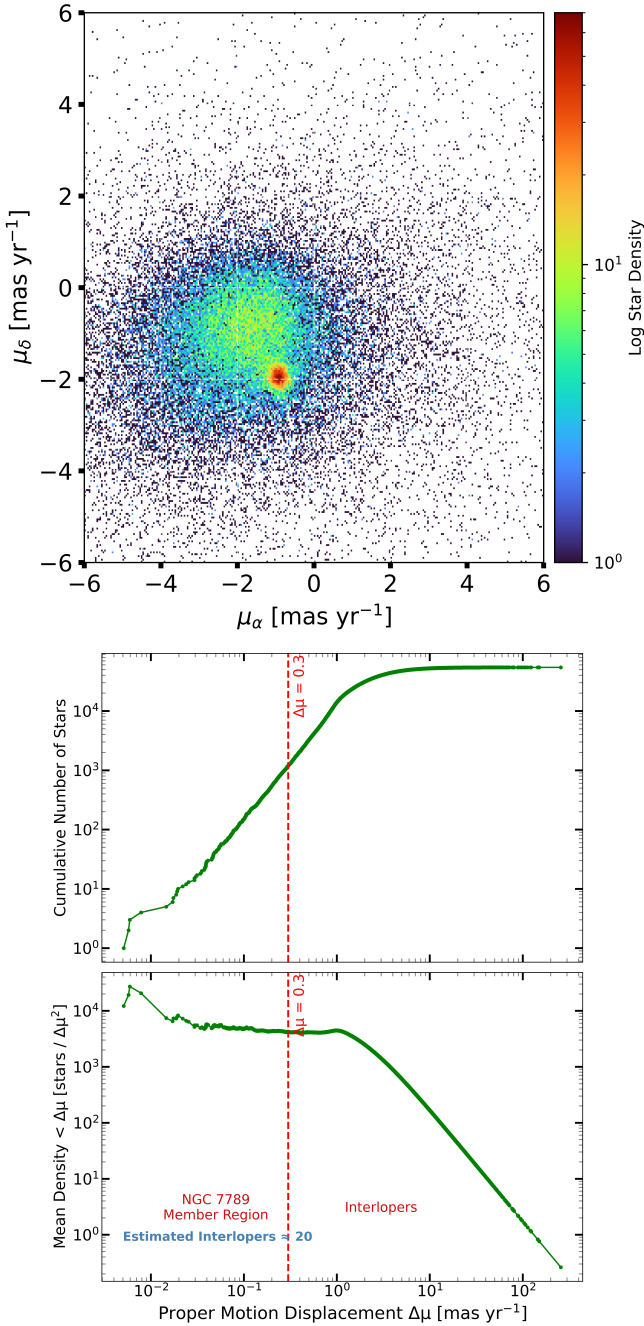 6
4
2
0
−2
−4
−6
μδ [mas yr⁻¹]
−6 −4 −2 0 2 4 6
μα [mas yr⁻¹]
10¹
10⁰
Log Star Density
10⁴
10³
10²
10¹
10⁰
Cumulative Number of Stars
Δμ = 0.3
10⁴
10³
10²
10¹
10⁰
Mean Density < Δμ [stars / Δμ²]
Δμ = 0.3
NGC 7789
Member Region
Interlopers
Estimated Interlopers ≈ 20
10⁻² 10⁻¹ 10⁰ 10¹ 10²
Proper Motion Displacement Δμ [mas yr⁻¹]